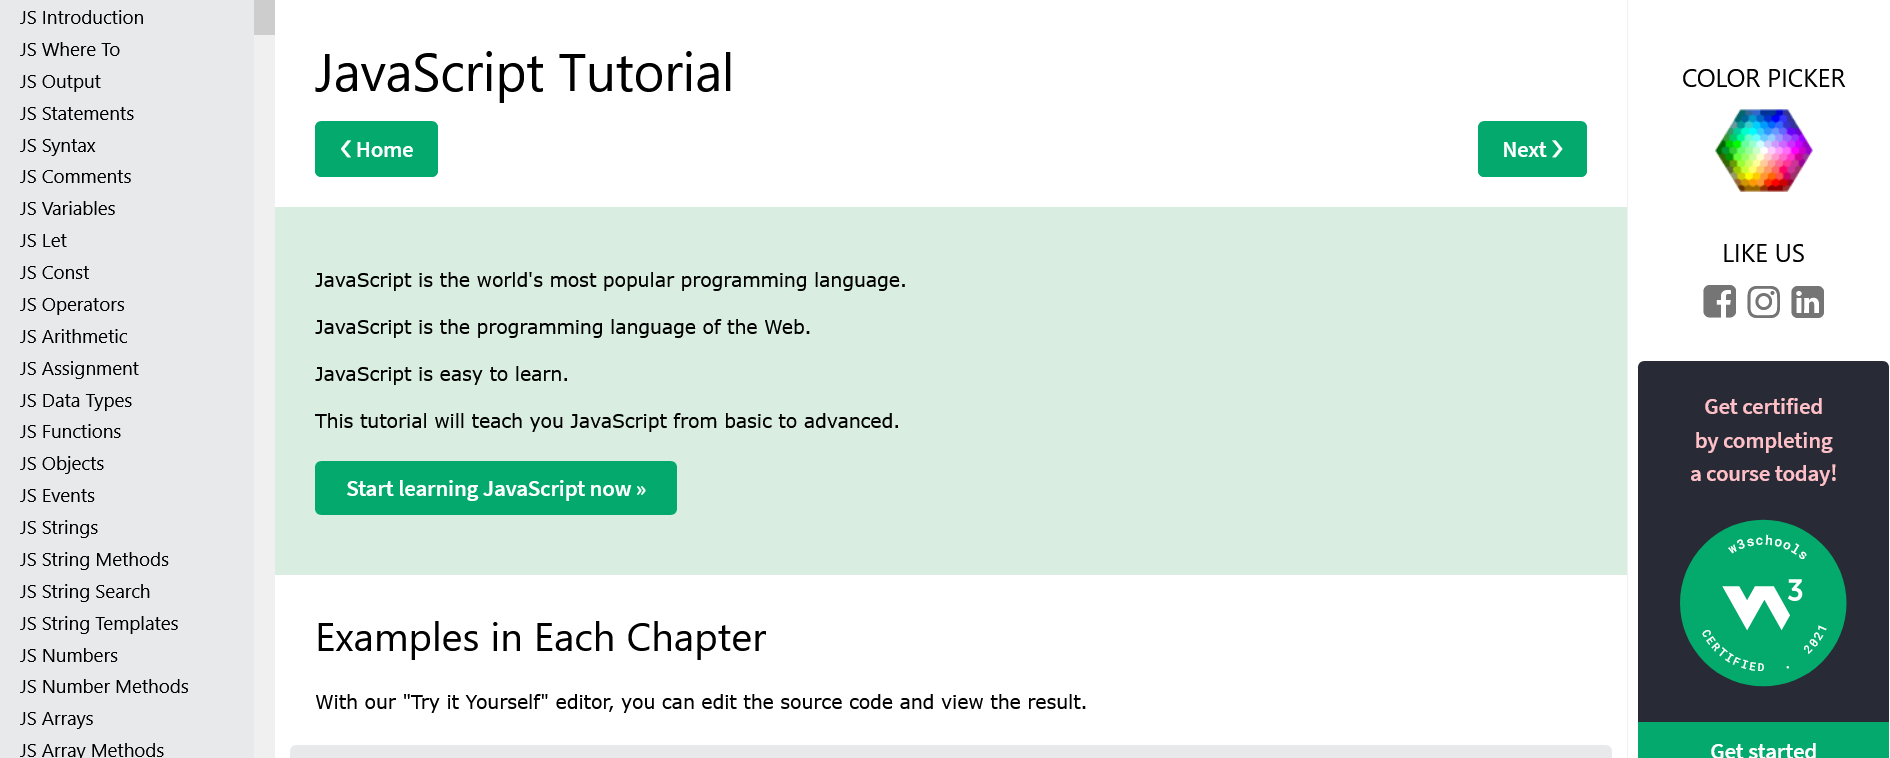 JS Introduction
JS Where To
JS Output
JS Statements
JS Syntax
JS Comments
JS Variables
JS Let
JS Const
JS Operators
JS Arithmetic
JS Assignment
JS Data Types
JS Functions
JS Objects
JS Events
JS Strings
JS String Methods
JS String Search
JS String Templates
JS Numbers
JS Number Methods
JS Arrays
JS Array Methods
JavaScript Tutorial
❮ Home
Next ❯
JavaScript is the world's most popular programming language.
JavaScript is the programming language of the Web.
JavaScript is easy to learn.
This tutorial will teach you JavaScript from basic to advanced.
Start learning JavaScript now »
Examples in Each Chapter
With our "Try it Yourself" editor, you can edit the source code and view the result.
COLOR PICKER
LIKE US
Get certified
by completing
a course today!
w3schools
W3
CERTIFIED . 2021
Get started